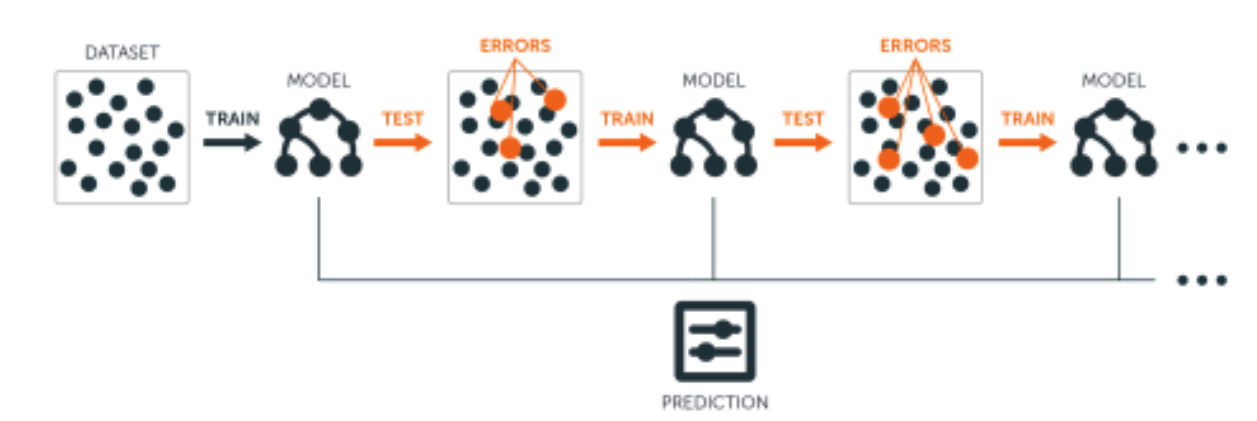 DATASET
MODEL
ERRORS
MODEL
ERRORS
MODEL
TRAIN
TEST
TRAIN
TEST
TRAIN
PREDICTION